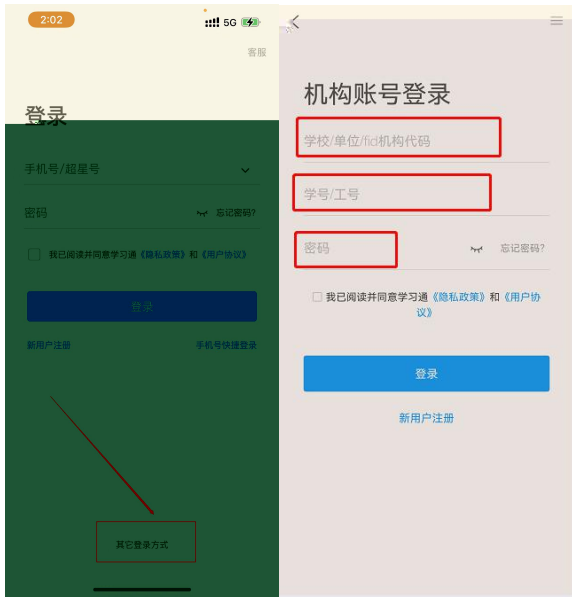 2:02
5G
客服
登录
手机号/超星号
密码
忘记密码?
我已阅读并同意学习通《隐私政策》和《用户协议》
登录
新用户注册
手机号快捷登录
其它登录方式
机构账号登录
学校/单位/fid机构代码
学号/工号
密码
忘记密码?
我已阅读并同意学习通《隐私政策》和《用户协
议》
登录
新用户注册